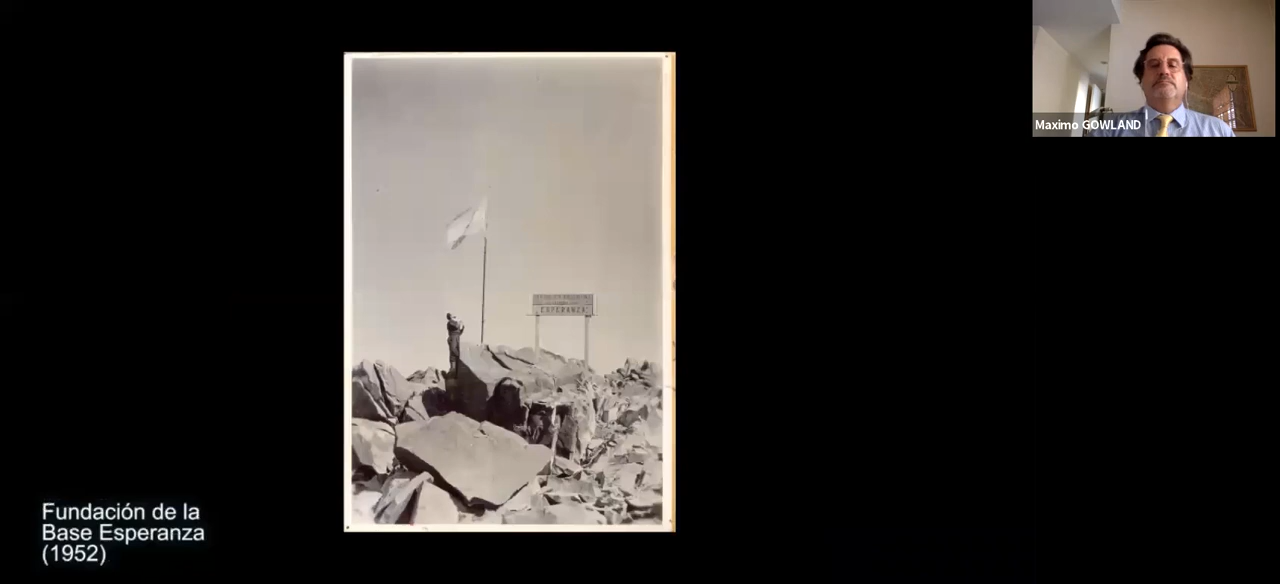 Maximo GOWLAND
ESPERANZA
Fundación de la
Base Esperanza
(1952)